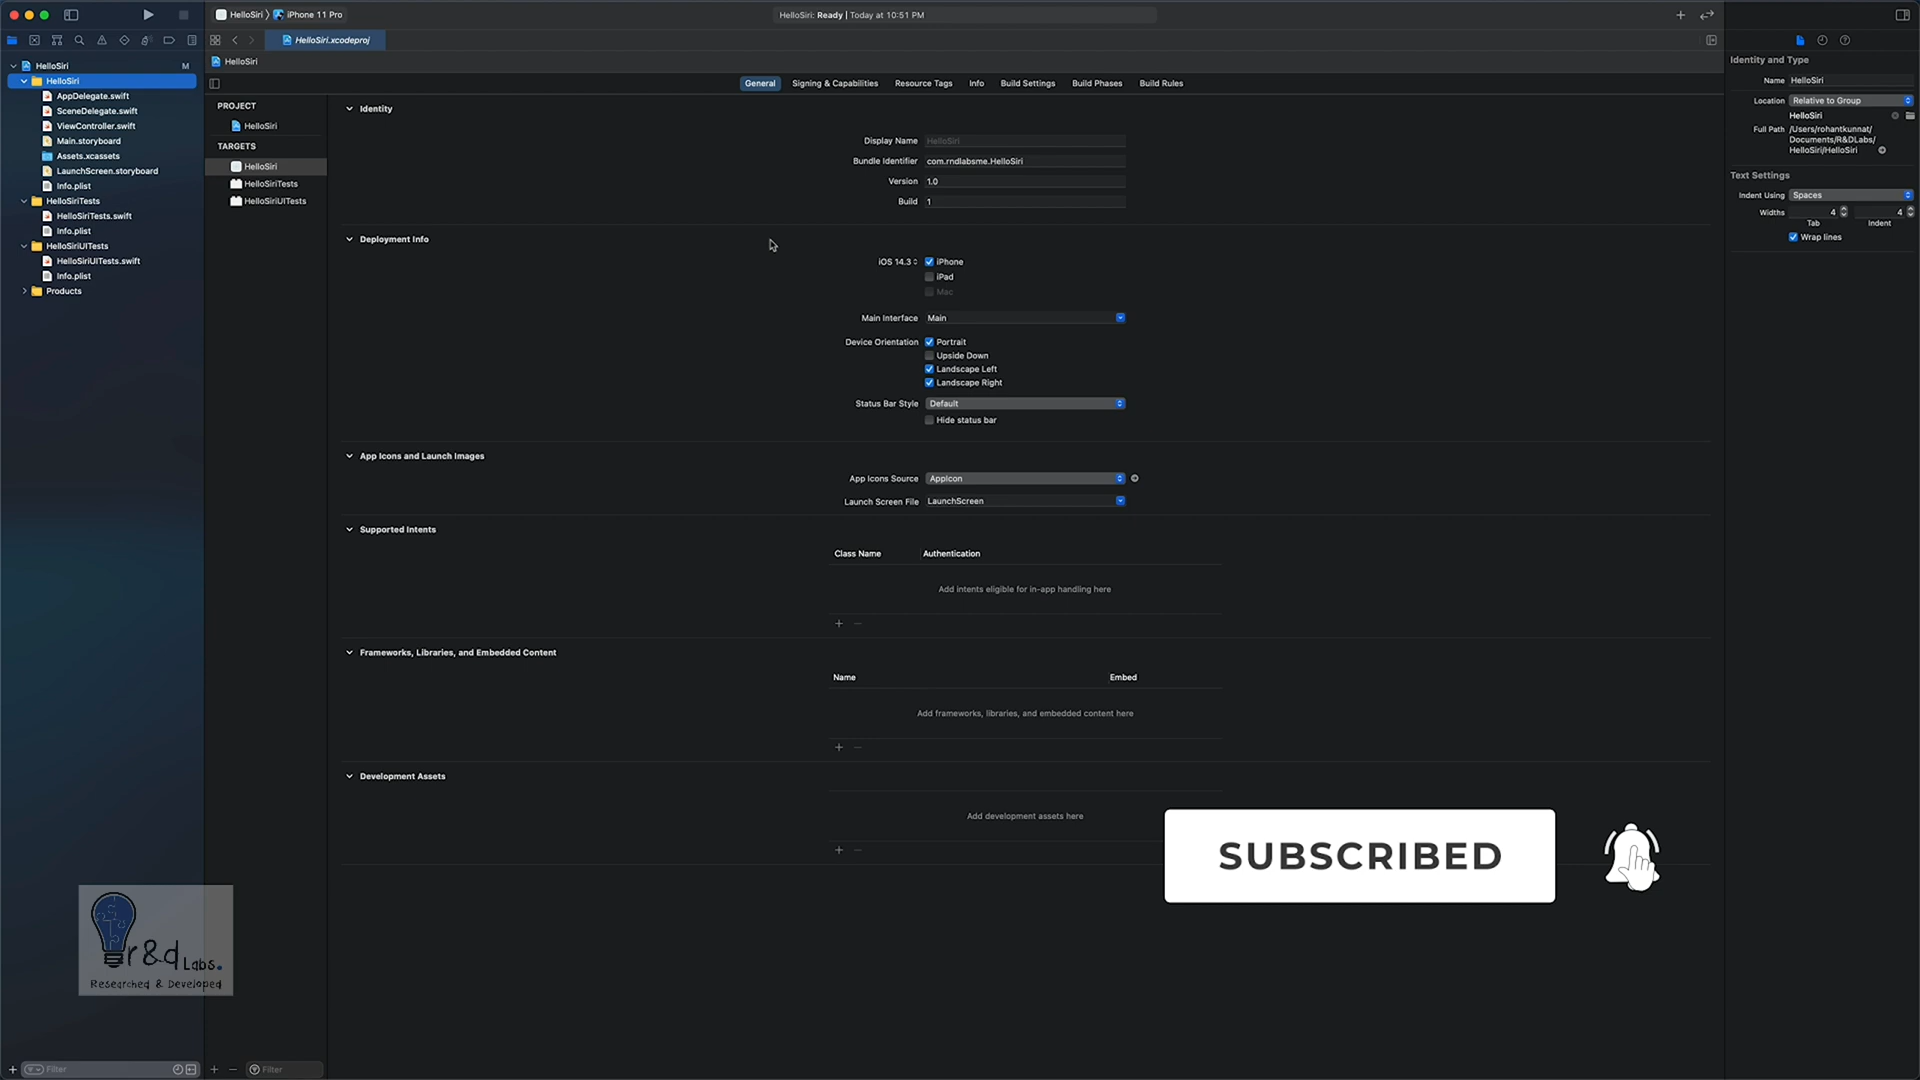 HelloSiri
iPhone 11 Pro
HelloSiri: Ready | Today at 10:51 PM
HelloSiri.xcodeproj
HelloSiri
HelloSiri
M
HelloSiri
AppDelegate.swift
SceneDelegate.swift
ViewController.swift
Main.storyboard
Assets.xcassets
LaunchScreen.storyboard
Info.plist
HelloSiriTests
HelloSiriTests.swift
Info.plist
HelloSiriUITests
HelloSiriUITests.swift
Info.plist
Products
Filter
PROJECT
HelloSiri
TARGETS
HelloSiri
HelloSiriTests
HelloSiriUITests
Filter
General
Signing & Capabilities
Resource Tags
Info
Build Settings
Build Phases
Build Rules
Identity
Display Name HelloSiri
Bundle Identifier com.rndlabsme.HelloSiri
Version 1.0
Build 1
Deployment Info
iOS 14.3 iPhone
iPad
Mac
Main Interface Main
Device Orientation Portrait
Upside Down
Landscape Left
Landscape Right
Status Bar Style Default
Hide status bar
App Icons and Launch Images
App Icons Source AppIcon
Launch Screen File LaunchScreen
Supported Intents
Class Name Authentication
Add intents eligible for in-app handling here
Frameworks, Libraries, and Embedded Content
Name Embed
Add frameworks, libraries, and embedded content here
Development Assets
Add development assets here
Identity and Type
Name HelloSiri
Location Relative to Group
HelloSiri
Full Path /Users/rohantkunnat/
Documents/R&DLabs/
HelloSiri/HelloSiri
Text Settings
Indent Using Spaces
Widths 4 4
Tab Indent
Wrap lines
SUBSCRIBED
r&d Labs.
Researched & Developed